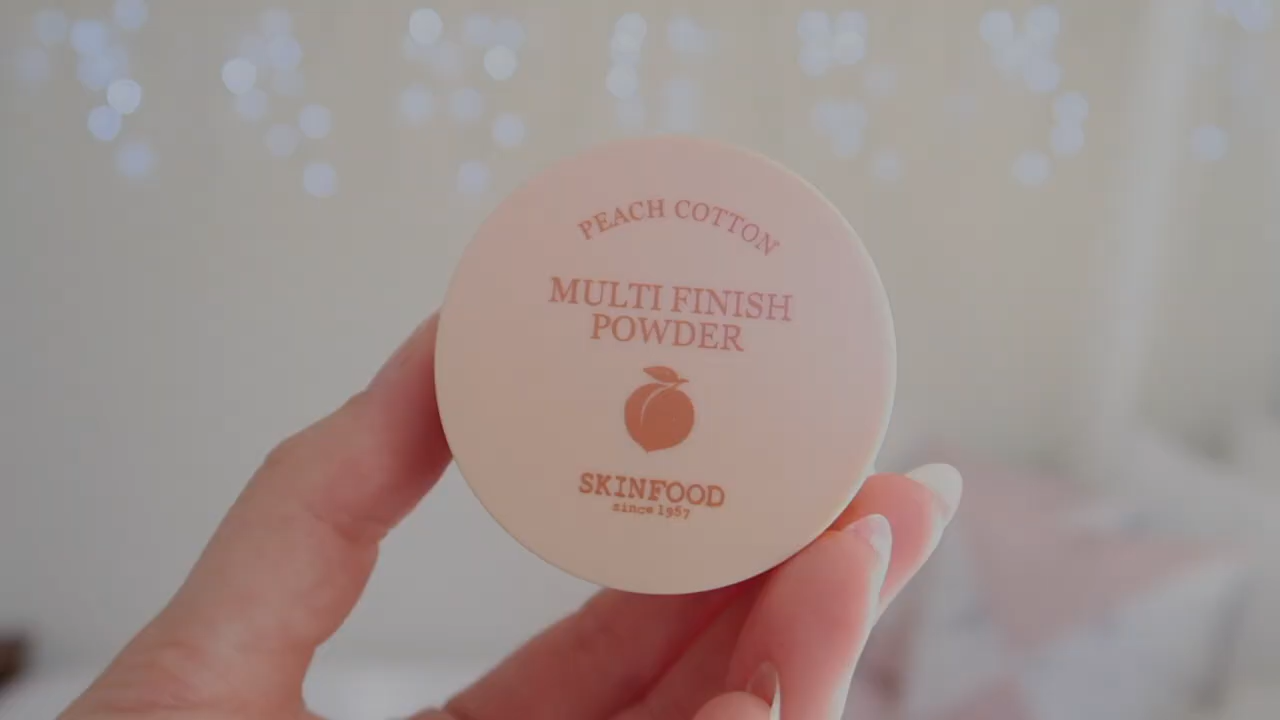 PEACH COTTON
MULTI FINISH
POWDER
SKINFOOD
since 1957